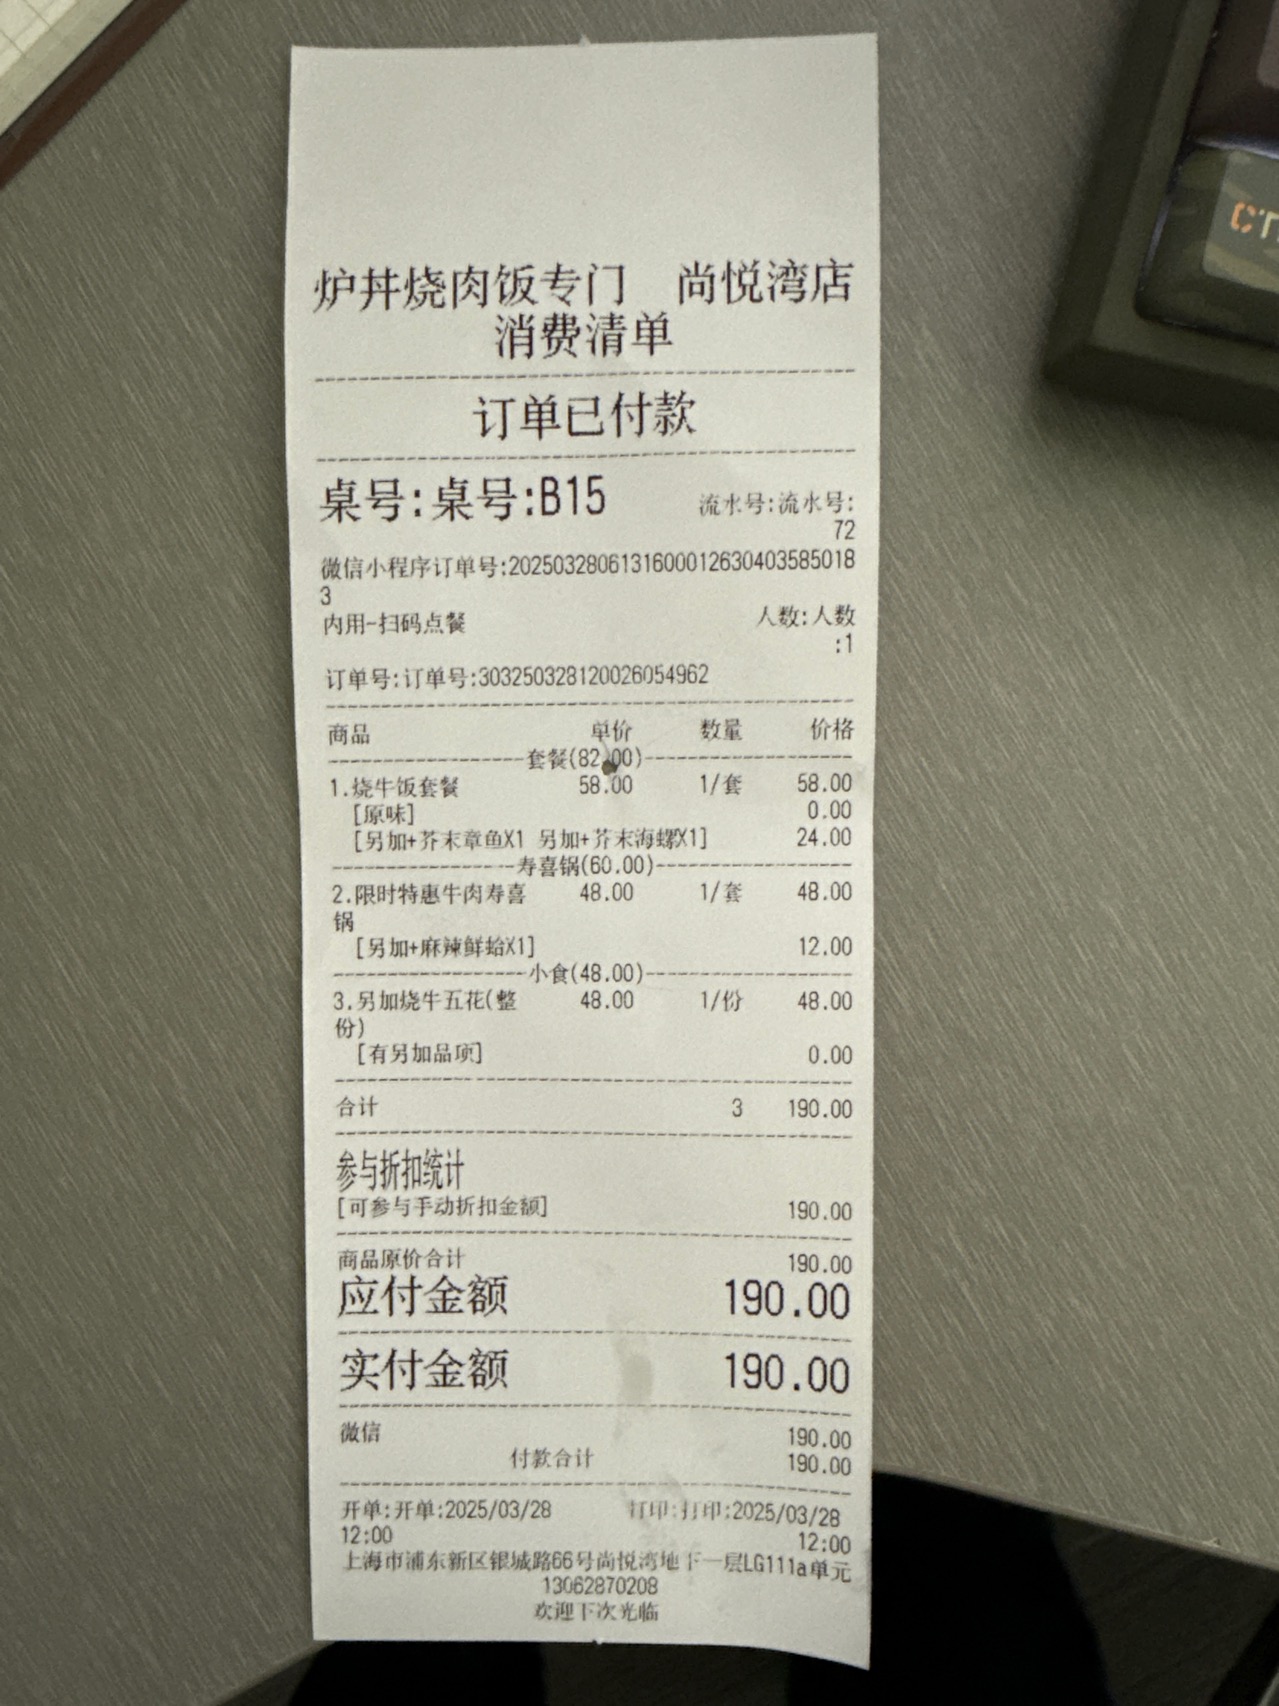 炉丼烧肉饭专门 尚悦湾店
消费清单
订单已付款
桌号:桌号:B15 流水号:流水号:
72
微信小程序订单号:2025032806131600012630403585018
3
内用-扫码点餐 人数:人数
:1
订单号:订单号:303250328120026054962
商品 单价 数量 价格
套餐(82.00)
1.烧牛饭套餐 58.00 1/套 58.00
[原味] 0.00
[另加+芥末章鱼X1 另加+芥末海螺X1] 24.00
寿喜锅(60.00)
2.限时特惠牛肉寿喜 48.00 1/套 48.00
锅
[另加+麻辣鲜蛤X1] 12.00
小食(48.00)
3.另加烧牛五花(整 48.00 1/份 48.00
份)
[有另加品项] 0.00
合计 3 190.00
参与折扣统计
[可参与手动折扣金额] 190.00
商品原价合计 190.00
应付金额 190.00
实付金额 190.00
微信 190.00
付款合计 190.00
开单:开单:2025/03/28 打印:打印:2025/03/28
12:00 12:00
上海市浦东新区银城路66号尚悦湾地下一层LG111a单元
13062870208
欢迎下次光临